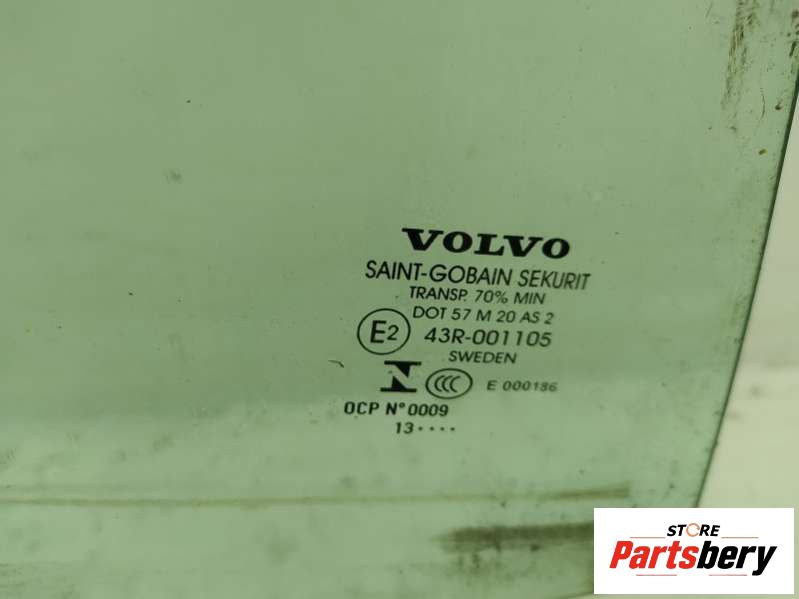 VOLVO
SAINT-GOBAIN SEKURIT
TRANSP. 70% MIN
DOT 57 M 20 AS 2
E2 43R-001105
SWEDEN
N CCC E 000186
OCP N° 0009
13····
STORE
Partsbery